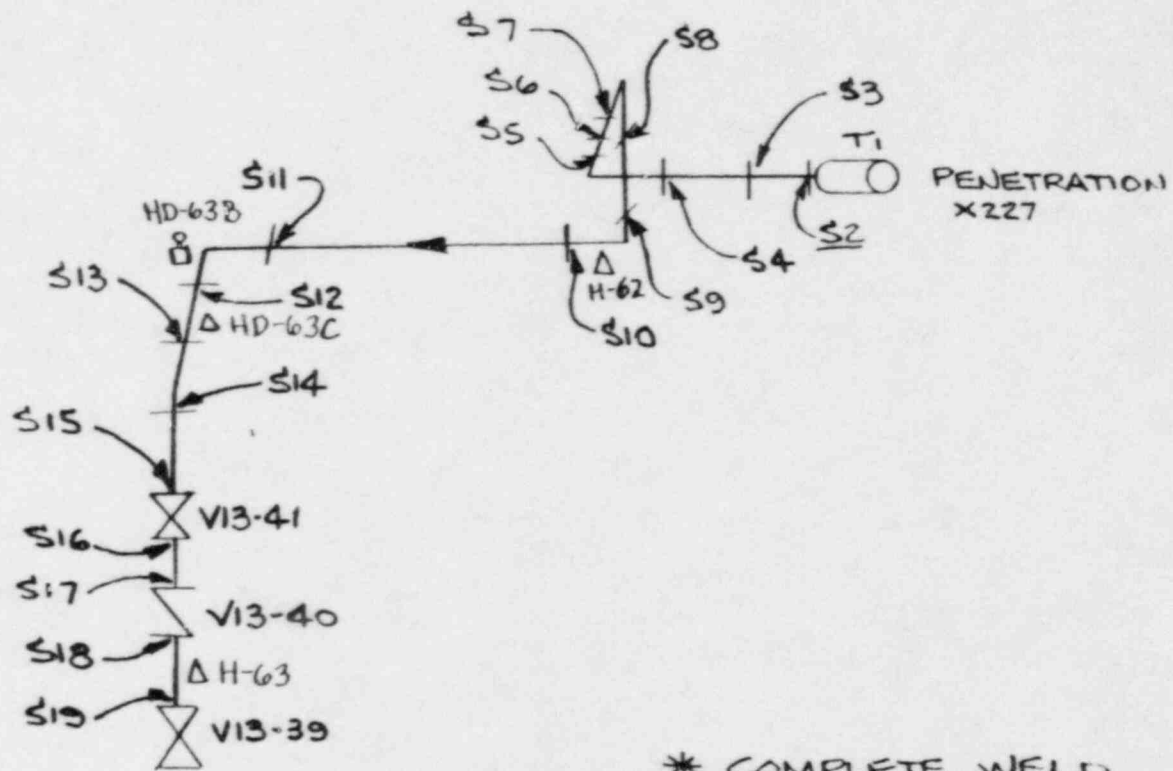 S7
S8
S6
S3
S5
T1
S11
PENETRATION
X227
HD-63B
S4
S2
S13
S12
H-62
S9
HD-63C
S10
S14
S15
V13-41
S16
S17
V13-40
S18
H-63
S19
V13-39
* COMPLETE WELD